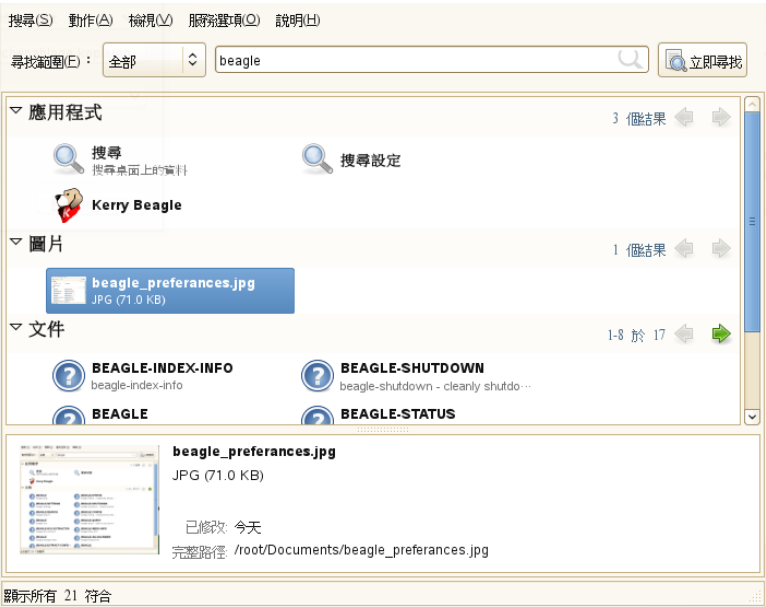 搜尋(S) 動作(A) 檢視(V) 服務選項(O) 說明(H)
尋找範圍(F)： 全部 beagle 立即尋找
應用程式 3 個結果
搜尋
搜尋桌面上的資料
搜尋設定
Kerry Beagle
圖片 1 個結果
beagle_preferances.jpg
JPG (71.0 KB)
文件 1-8 於 17
BEAGLE-INDEX-INFO BEAGLE-SHUTDOWN
beagle-index-info beagle-shutdown - cleanly shutdo…
BEAGLE BEAGLE-STATUS
beagle_preferances.jpg
JPG (71.0 KB)
已修改: 今天
完整路徑: /root/Documents/beagle_preferances.jpg
顯示所有 21 符合